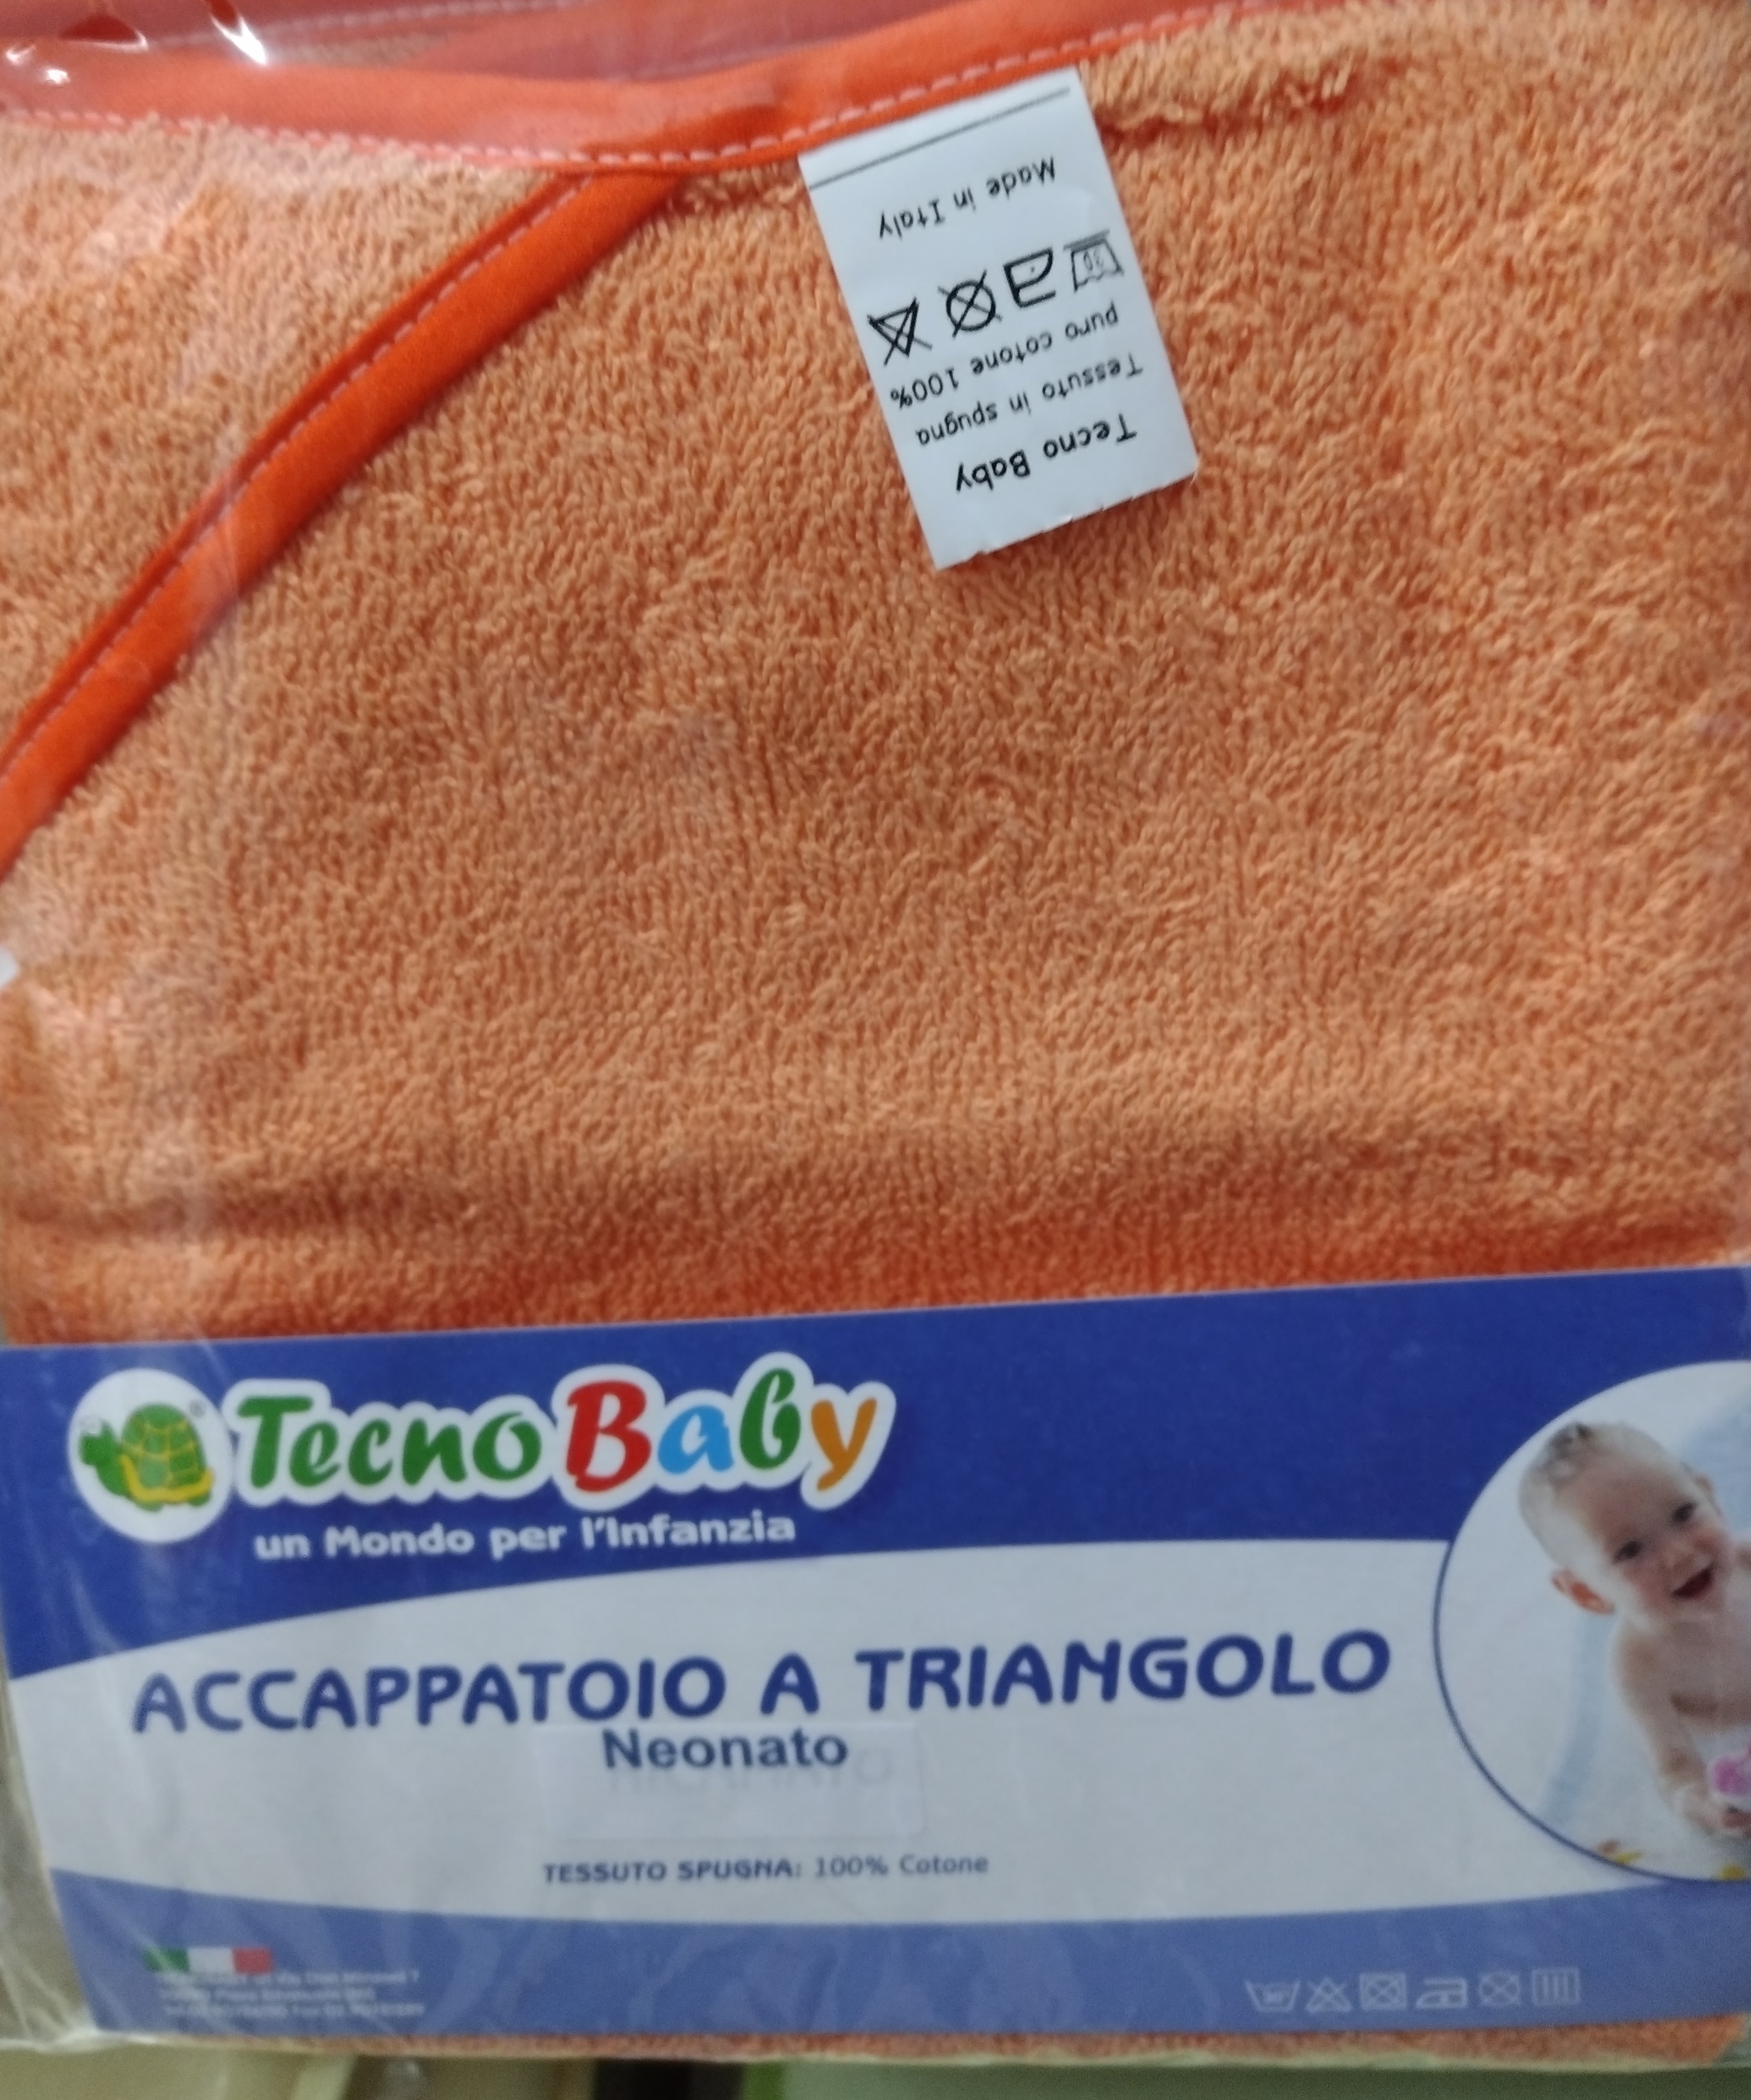 Tecno Baby
Tessuto in spugna
puro cotone 100%
30
Made in Italy
TecnoBaby
un Mondo per l'Infanzia
ACCAPPATOIO A TRIANGOLO
Neonato
TESSUTO SPUGNA: 100% Cotone